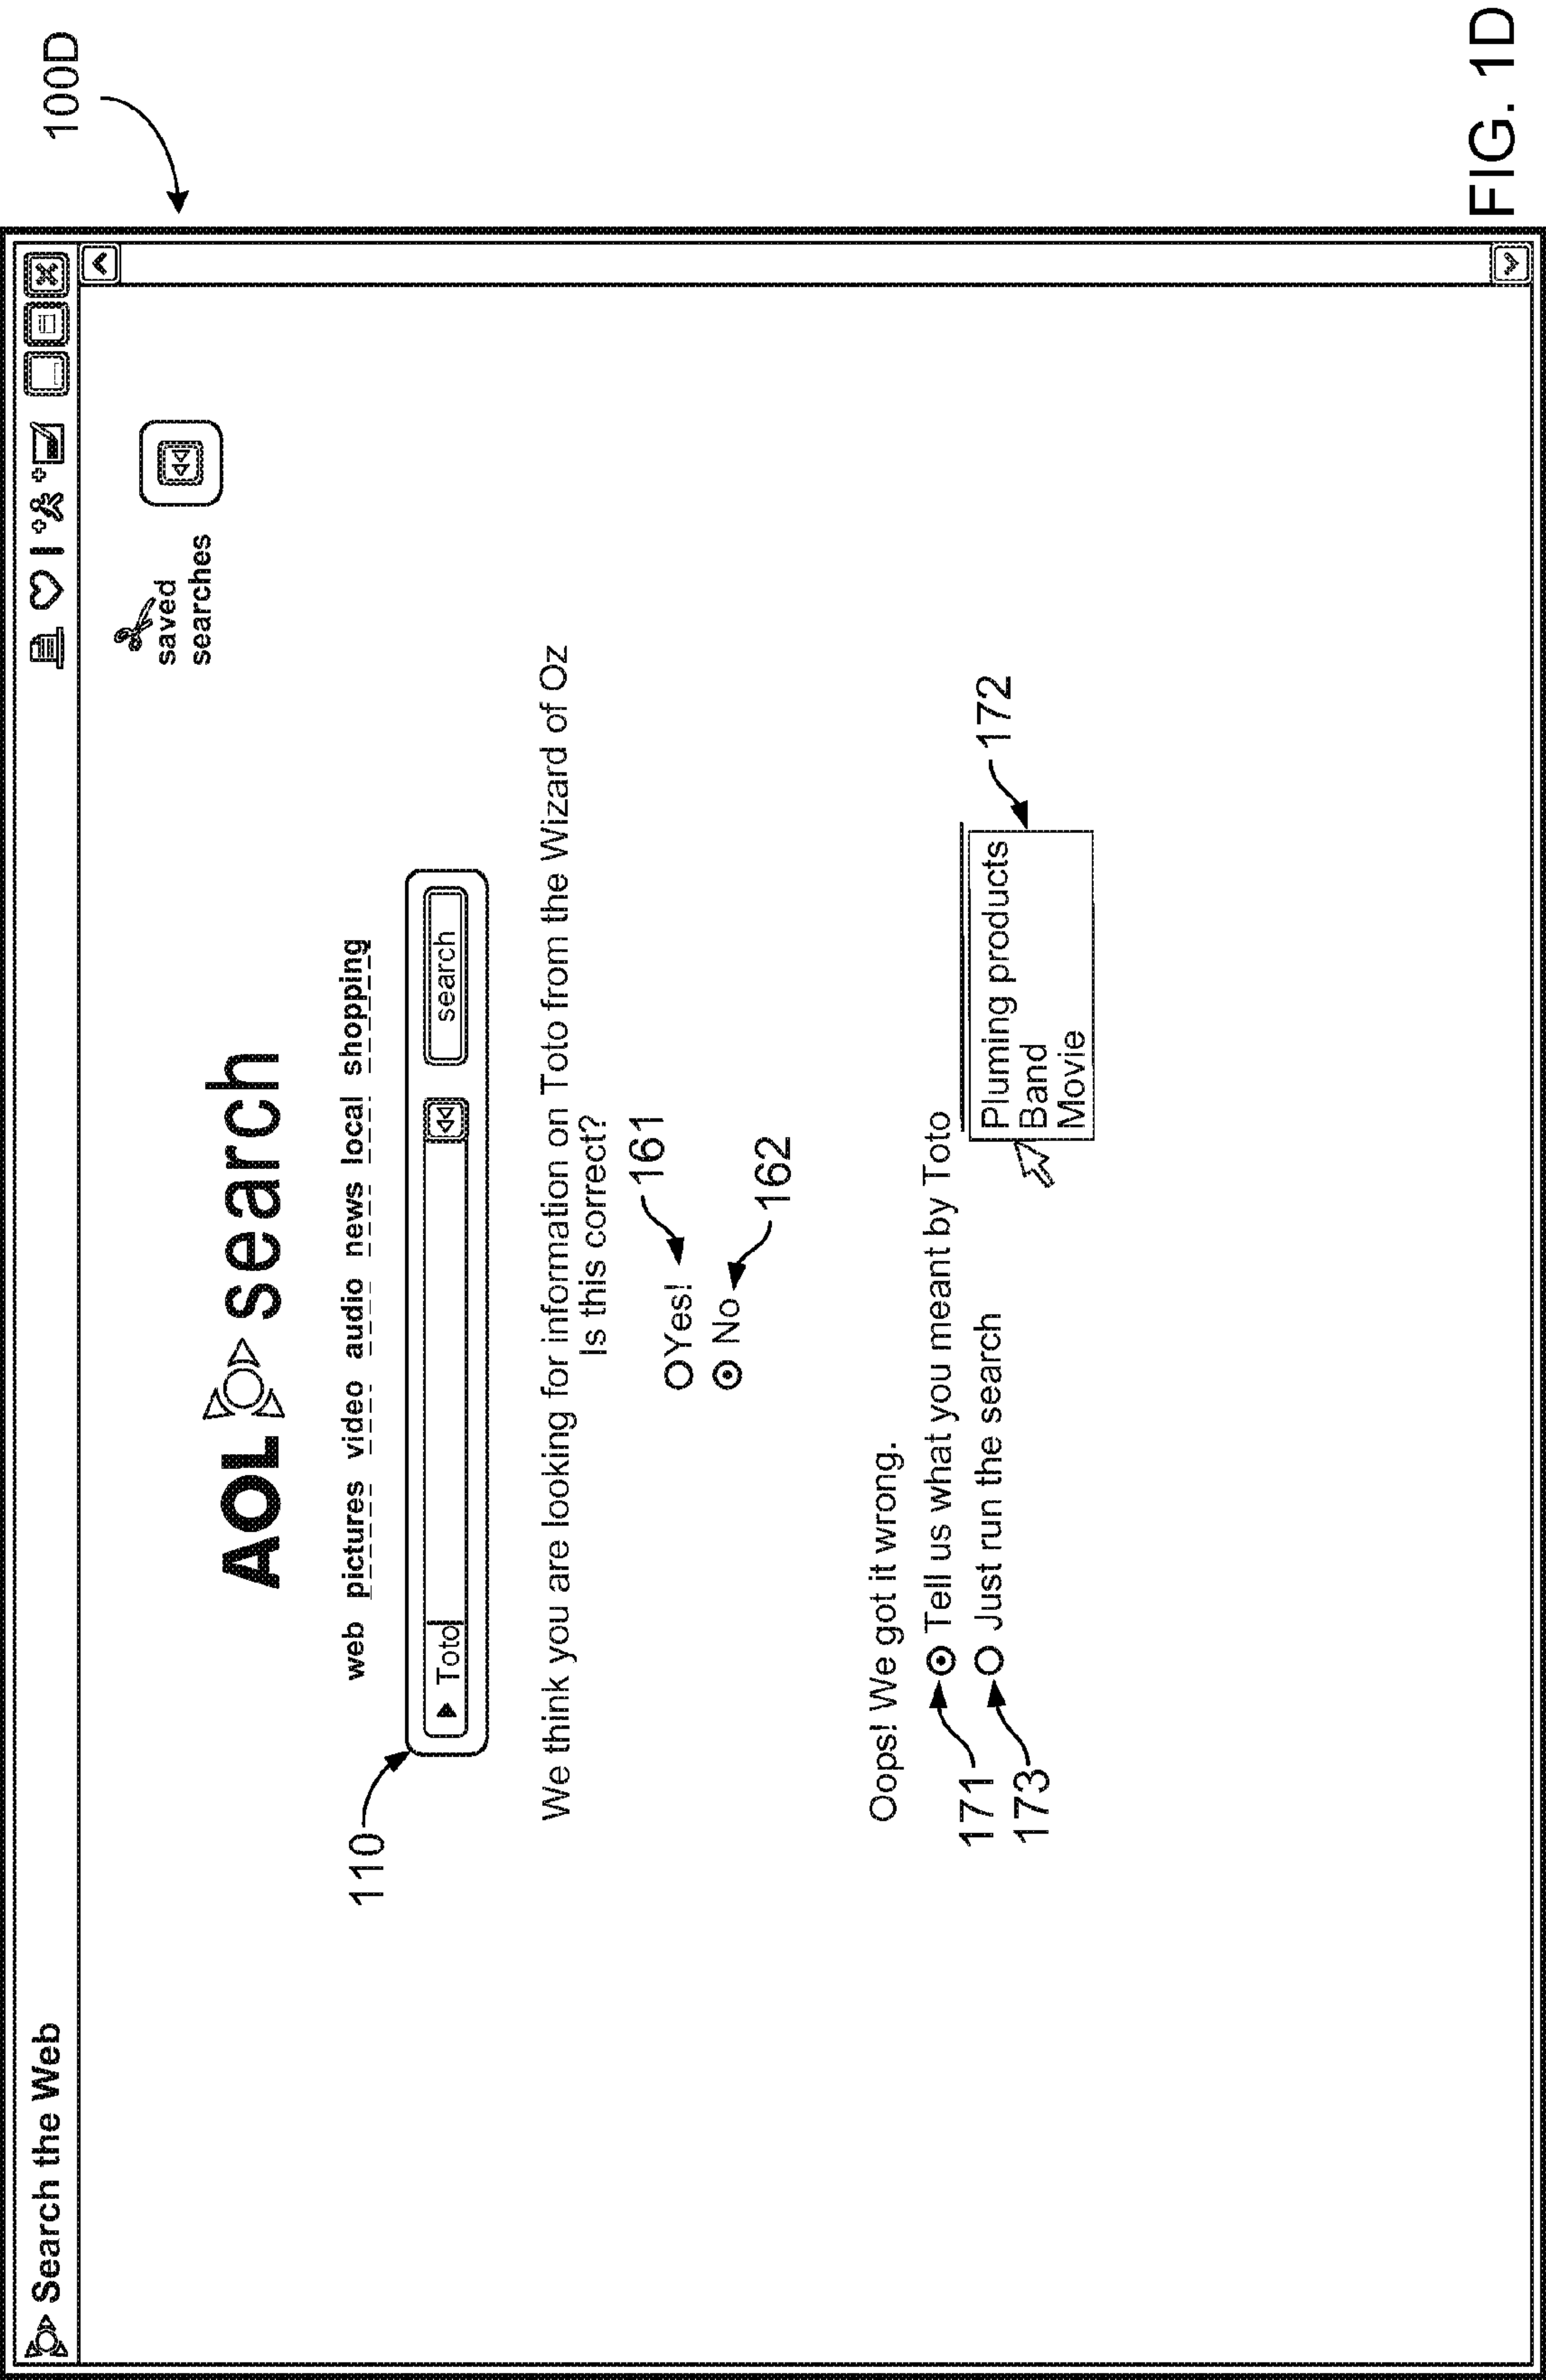 100D
Search the Web
saved
searches
AOL search
web pictures video audio news local shopping
110
Toto
search
We think you are looking for information on Toto from the Wizard of Oz
Is this correct?
Yes!
161
No
162
Oops! We got it wrong.
171
Tell us what you meant by Toto
173
Just run the search
Pluming products
Band
Movie
172
FIG. 1D